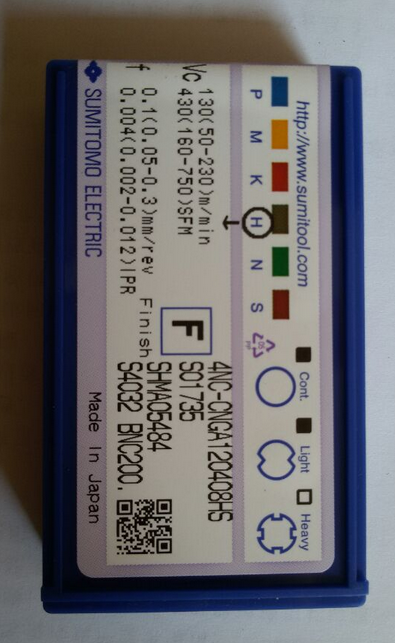 http://www.sumitool.com
P M K H N S
Cont. Light Heavy
4NC-CNGA120408HS
F
S01735
SHMA05484
S4032 BNC200.
Vc 130(50-230)m/min
430(160-750)SFM
f 0.1(0.05-0.3)mm/rev Finish
0.004(0.002-0.012)IPR
SUMITOMO ELECTRIC
Made In Japan